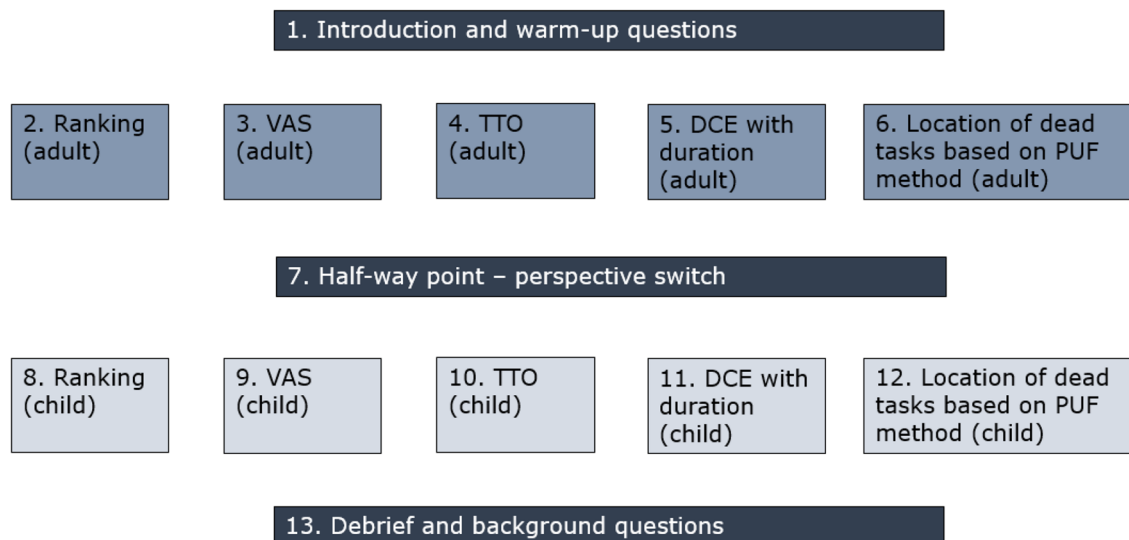 1. Introduction and warm-up questions
2. Ranking
(adult)
3. VAS
(adult)
4. TTO
(adult)
5. DCE with
duration
(adult)
6. Location of dead
tasks based on PUF
method (adult)
7. Half-way point – perspective switch
8. Ranking
(child)
9. VAS
(child)
10. TTO
(child)
11. DCE with
duration
(child)
12. Location of dead
tasks based on PUF
method (child)
13. Debrief and background questions